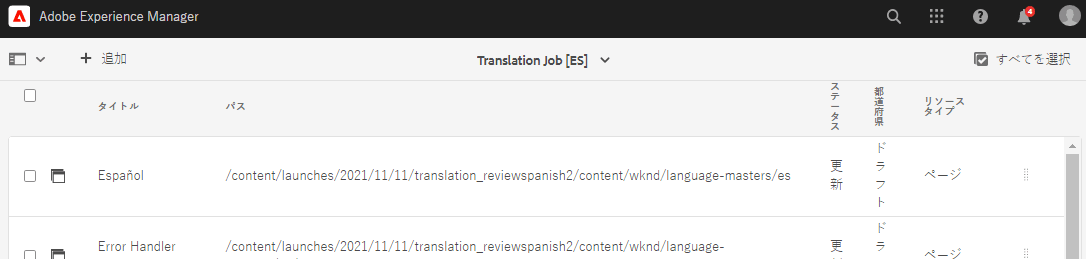 Adobe Experience Manager
4
追加
Translation Job [ES]
すべてを選択
タイトル
パス
ステータス
都道府県
リソース
タイプ
Español
/content/launches/2021/11/11/translation_reviewspanish2/content/wknd/language-masters/es
更新
ドラフト
ページ
Error Handler
/content/launches/2021/11/11/translation_reviewspanish2/content/wknd/language-
更
ドラ
ページ